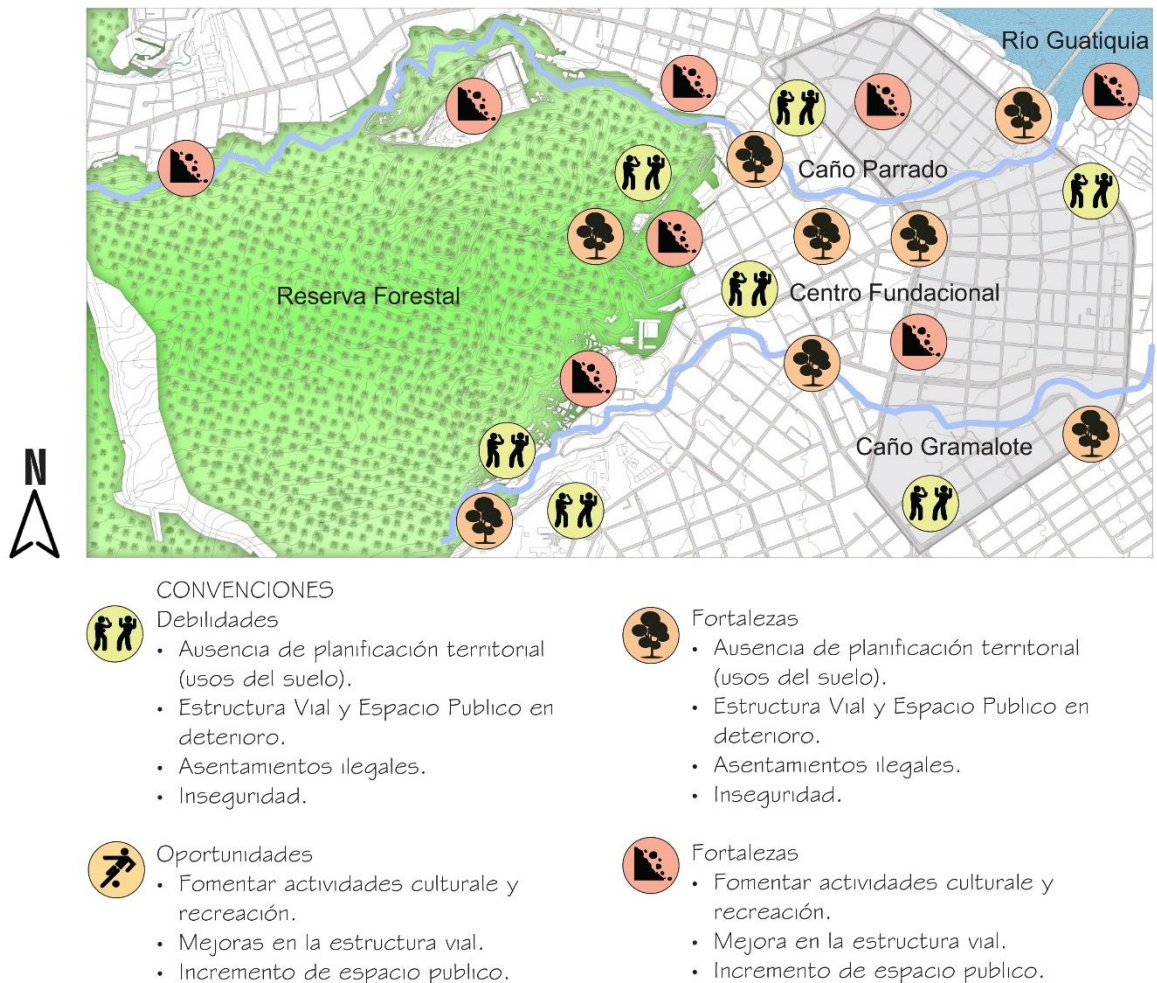 Río Guatiquia
Caño Parrado
Centro Fundacional
Reserva Forestal
Caño Gramalote
N
CONVENCIONES
Debilidades
• Ausencia de planificación territorial
(usos del suelo).
• Estructura Vial y Espacio Publico en
deterioro.
• Asentamientos ilegales.
• Inseguridad.
Fortalezas
• Ausencia de planificación territorial
(usos del suelo).
• Estructura Vial y Espacio Publico en
deterioro.
• Asentamientos ilegales.
• Inseguridad.
Oportunidades
• Fomentar actividades culturale y
recreación.
• Mejoras en la estructura vial.
• Incremento de espacio publico.
Fortalezas
• Fomentar actividades culturale y
recreación.
• Mejora en la estructura vial.
• Incremento de espacio publico.